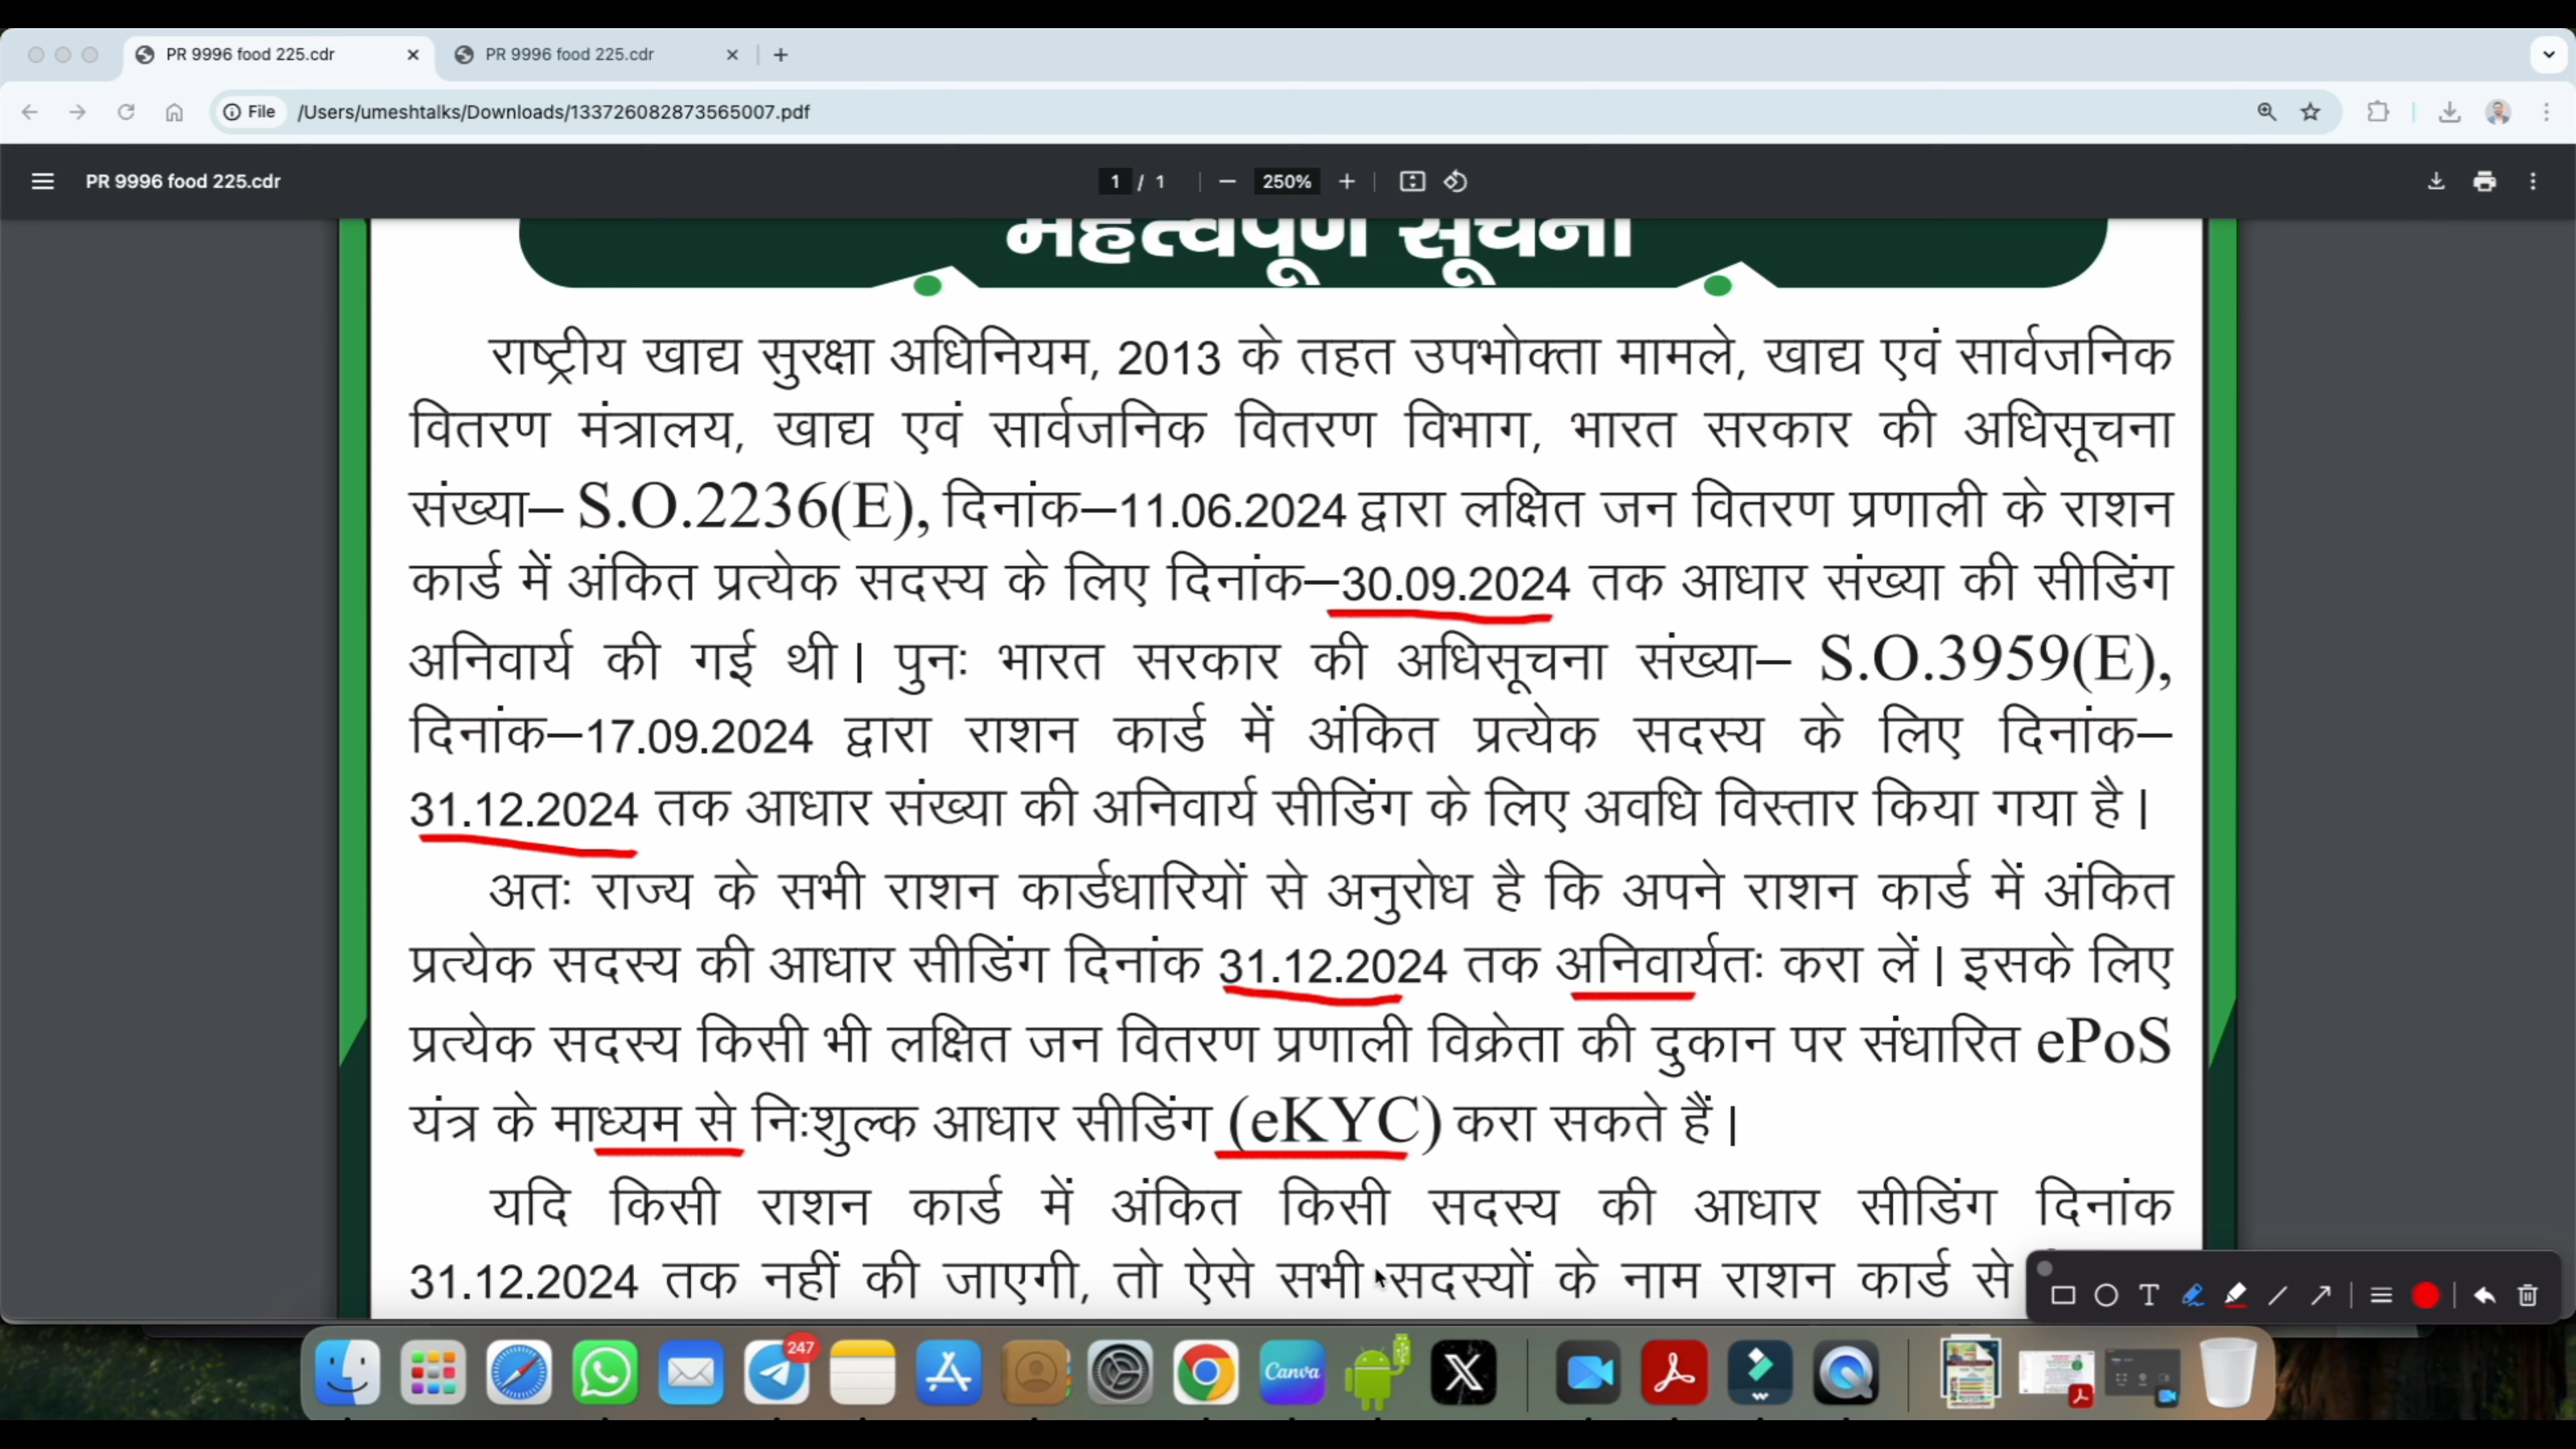 PR 9996 food 225.cdr
PR 9996 food 225.cdr
File /Users/umeshtalks/Downloads/133726082873565007.pdf
PR 9996 food 225.cdr
1 / 1
250%
महत्वपूर्ण सूचना
राष्ट्रीय खाद्य सुरक्षा अधिनियम, 2013 के तहत उपभोक्ता मामले, खाद्य एवं सार्वजनिक
वितरण मंत्रालय, खाद्य एवं सार्वजनिक वितरण विभाग, भारत सरकार की अधिसूचना
संख्या– S.O.2236(E), दिनांक–11.06.2024 द्वारा लक्षित जन वितरण प्रणाली के राशन
कार्ड में अंकित प्रत्येक सदस्य के लिए दिनांक–30.09.2024 तक आधार संख्या की सीडिंग
अनिवार्य की गई थी। पुनः भारत सरकार की अधिसूचना संख्या– S.O.3959(E),
दिनांक–17.09.2024 द्वारा राशन कार्ड में अंकित प्रत्येक सदस्य के लिए दिनांक–
31.12.2024 तक आधार संख्या की अनिवार्य सीडिंग के लिए अवधि विस्तार किया गया है।
अतः राज्य के सभी राशन कार्डधारियों से अनुरोध है कि अपने राशन कार्ड में अंकित
प्रत्येक सदस्य की आधार सीडिंग दिनांक 31.12.2024 तक अनिवार्यतः करा लें। इसके लिए
प्रत्येक सदस्य किसी भी लक्षित जन वितरण प्रणाली विक्रेता की दुकान पर संधारित ePoS
यंत्र के माध्यम से निःशुल्क आधार सीडिंग (eKYC) करा सकते हैं।
यदि किसी राशन कार्ड में अंकित किसी सदस्य की आधार सीडिंग दिनांक
31.12.2024 तक नहीं की जाएगी, तो ऐसे सभी सदस्यों के नाम राशन कार्ड से
T
247
Canva